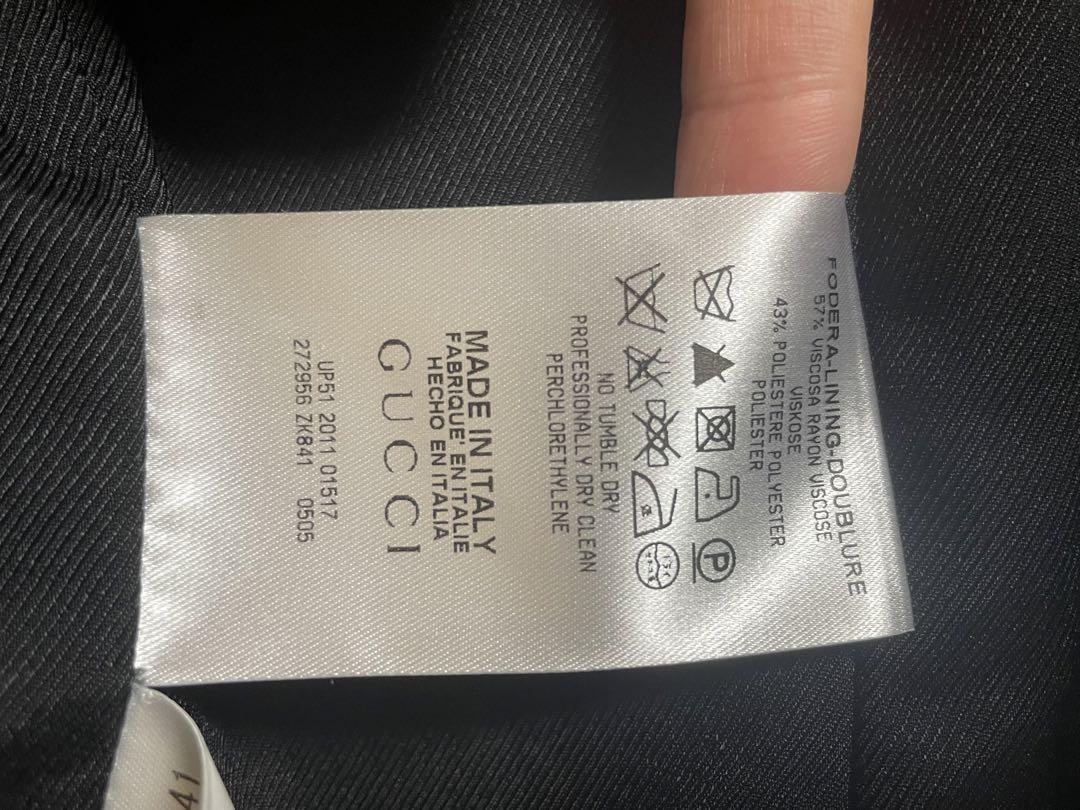 FODERA-LINING-DOUBLURE
57% VISCOSA RAYON VISCOSE
VISKOSE
43% POLIESTERE POLYESTER
POLIESTER
P
NO TUMBLE DRY
PROFESSIONALLY DRY CLEAN
PERCHLORETHYLENE
MADE IN ITALY
FABRIQUE' EN ITALIE
HECHO EN ITALIA
GUCCI
UP51 2011 01517
272956 ZK841 0505
41